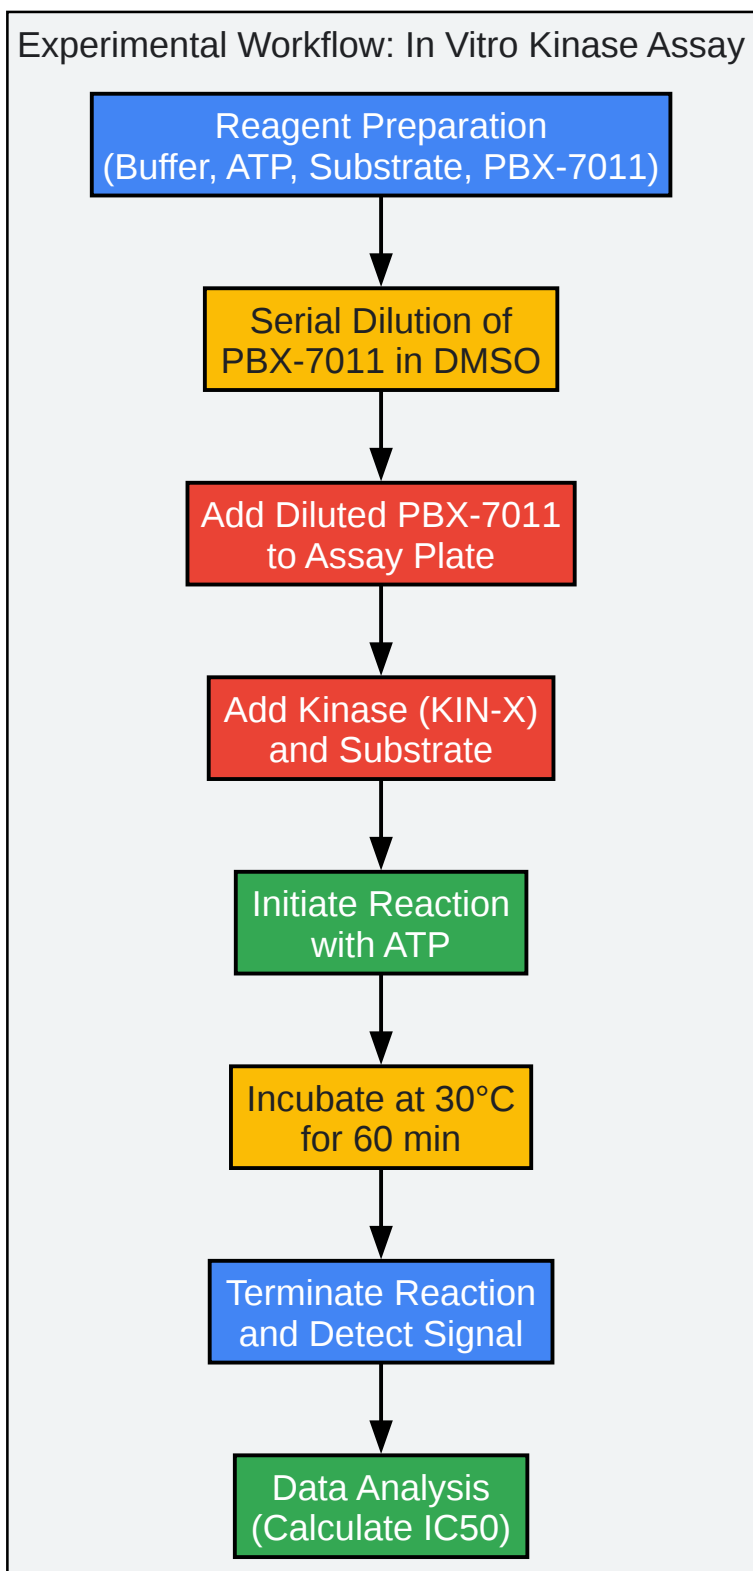 Experimental Workflow: In Vitro Kinase Assay
Reagent Preparation
(Buffer, ATP, Substrate, PBX-7011)
Serial Dilution of
PBX-7011 in DMSO
Add Diluted PBX-7011
to Assay Plate
Add Kinase (KIN-X)
and Substrate
Initiate Reaction
with ATP
Incubate at 30°C
for 60 min
Terminate Reaction
and Detect Signal
Data Analysis
(Calculate IC50)